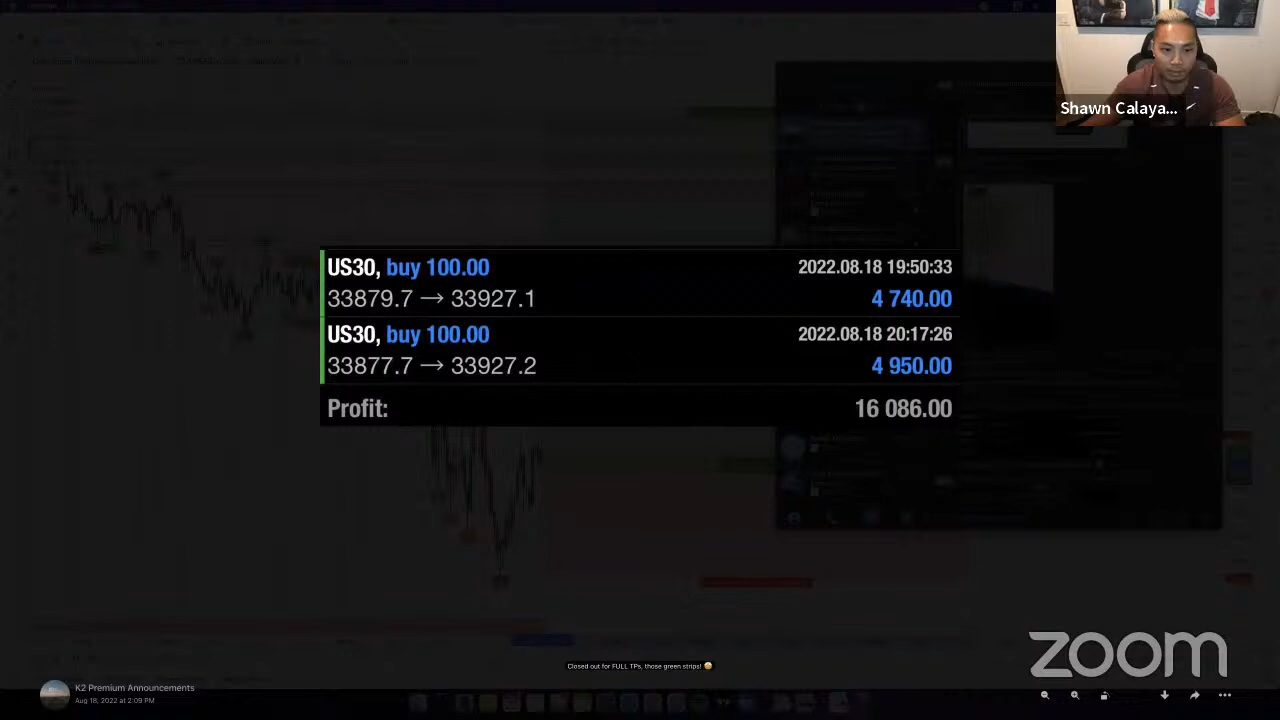 Shawn Calaya...
US30, buy 100.00 2022.08.18 19:50:33
33879.7 → 33927.1 4 740.00
US30, buy 100.00 2022.08.18 20:17:26
33877.7 → 33927.2 4 950.00
Profit: 16 086.00
zoom
Closed out for FULL TPs, those green strips! 🤑
K2 Premium Announcements
Aug 18, 2022 at 2:09 PM